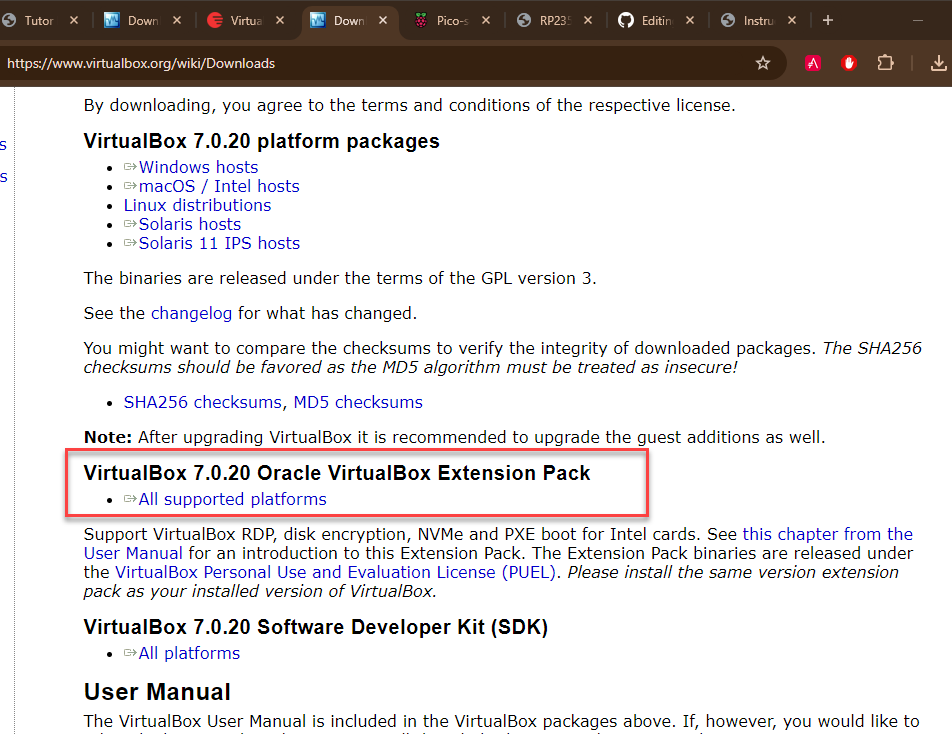 Tutor
Down
Virtua
Down
Pico-s
RP235
Editin
Instru
https://www.virtualbox.org/wiki/Downloads
By downloading, you agree to the terms and conditions of the respective license.
VirtualBox 7.0.20 platform packages
Windows hosts
macOS / Intel hosts
Linux distributions
Solaris hosts
Solaris 11 IPS hosts
The binaries are released under the terms of the GPL version 3.
See the changelog for what has changed.
You might want to compare the checksums to verify the integrity of downloaded packages. The SHA256
checksums should be favored as the MD5 algorithm must be treated as insecure!
SHA256 checksums, MD5 checksums
Note: After upgrading VirtualBox it is recommended to upgrade the guest additions as well.
VirtualBox 7.0.20 Oracle VirtualBox Extension Pack
All supported platforms
Support VirtualBox RDP, disk encryption, NVMe and PXE boot for Intel cards. See this chapter from the
User Manual for an introduction to this Extension Pack. The Extension Pack binaries are released under
the VirtualBox Personal Use and Evaluation License (PUEL). Please install the same version extension
pack as your installed version of VirtualBox.
VirtualBox 7.0.20 Software Developer Kit (SDK)
All platforms
User Manual
The VirtualBox User Manual is included in the VirtualBox packages above. If, however, you would like to